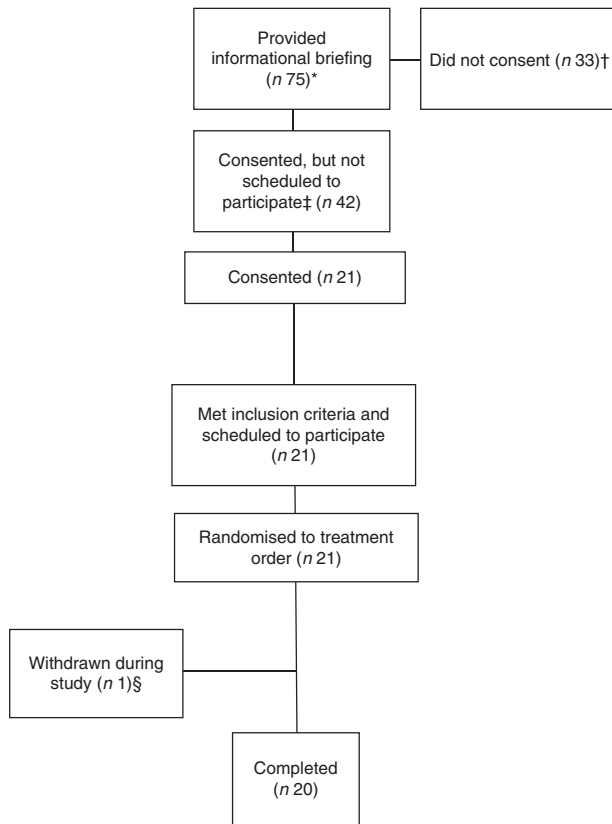 Provided
informational briefing
(n 75)*
Did not consent (n 33)†
Consented, but not
scheduled to
participate‡ (n 42)
Consented (n 21)
Met inclusion criteria and
scheduled to participate
(n 21)
Randomised to treatment
order (n 21)
Withdrawn during
study (n 1)§
Completed
(n 20)